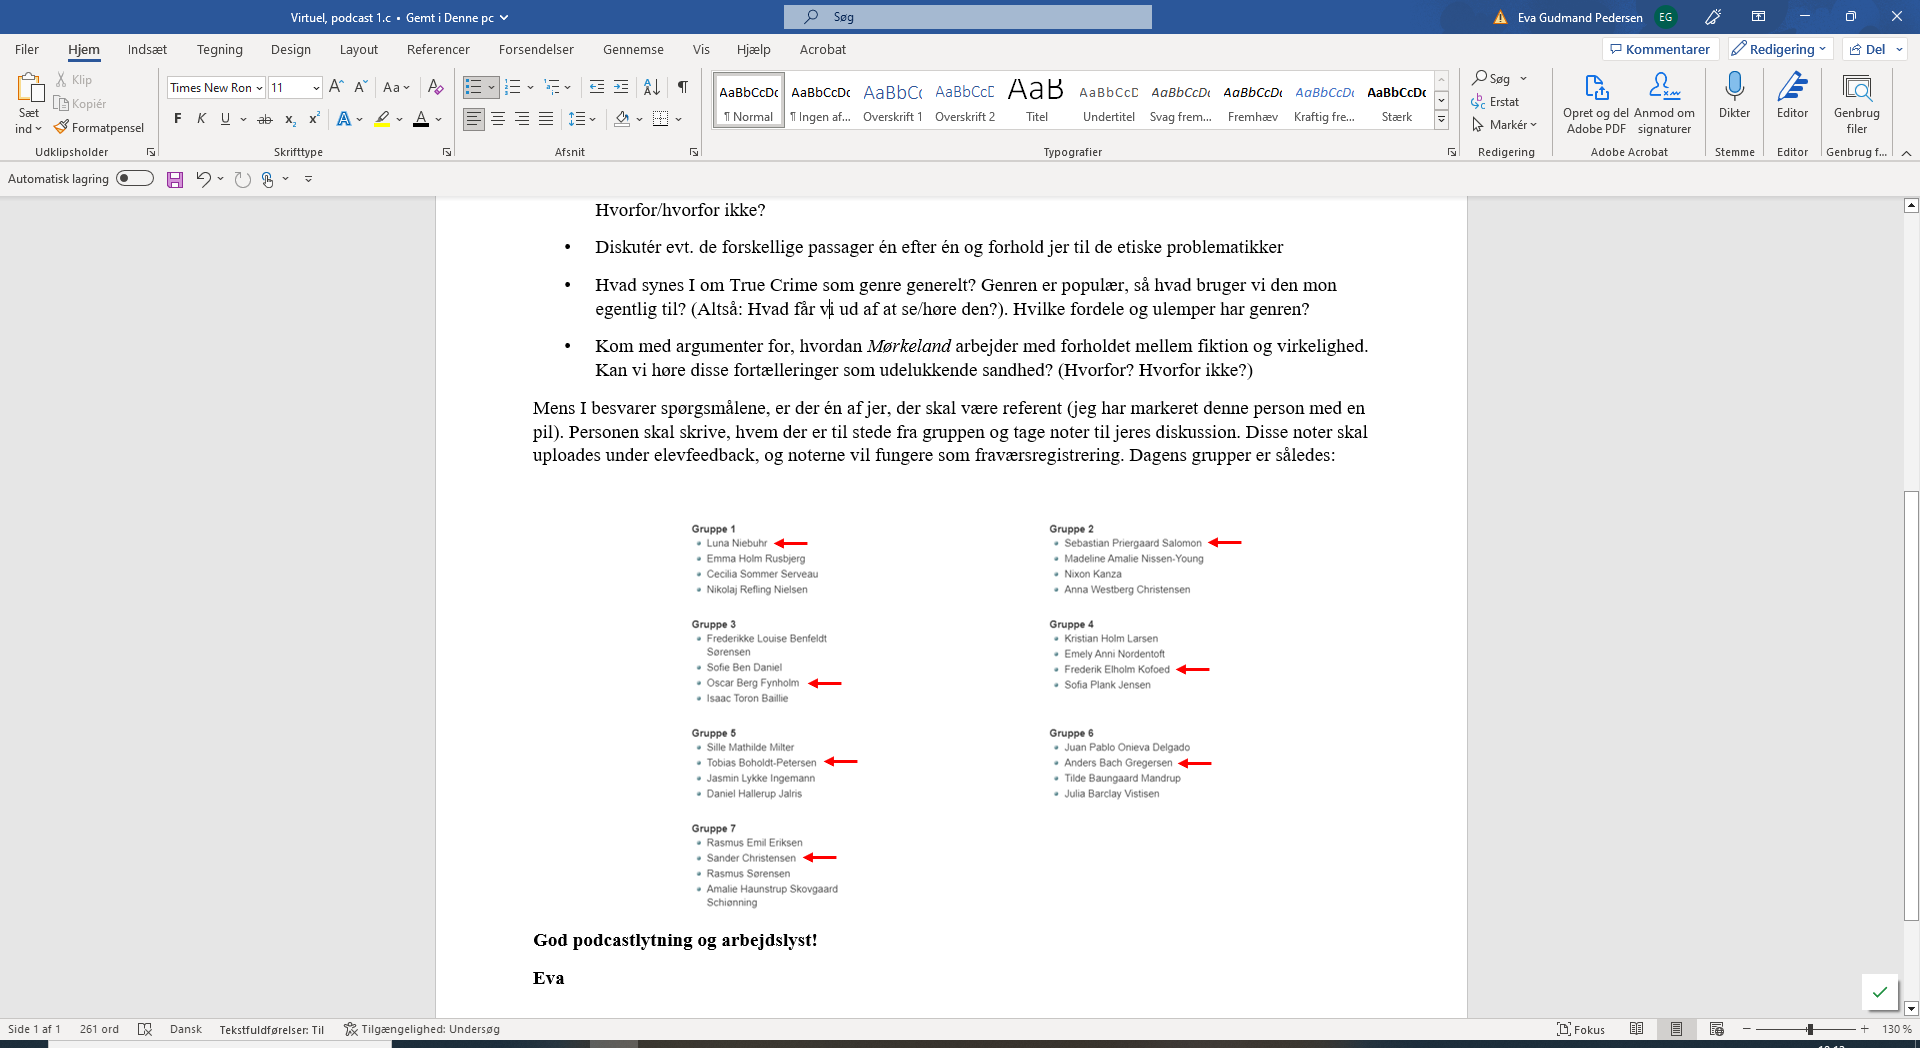 Virtuel, podcast 1.c • Gemt i Denne pc
Søg
Eva Gudmand Pedersen
EG
Filer
Hjem
Indsæt
Tegning
Design
Layout
Referencer
Forsendelser
Gennemse
Vis
Hjælp
Acrobat
Kommentarer
Redigering
Del
Sæt
ind
Klip
Kopiér
Formatpensel
Udklipsholder
Times New Ron
11
Aa
F K U ab x₂ x²
Skrifttype
Afsnit
AaBbCcDc
¶ Normal
AaBbCcDc
¶ Ingen af...
AaBbC
Overskrift 1
AaBbCcD
Overskrift 2
AaB
Titel
AaBbCcD
Undertitel
AaBbCcDc
Svag frem...
AaBbCcDc
Fremhæv
AaBbCcDc
Kraftig fre...
AaBbCcDc
Stærk
Typografier
Søg
Erstat
Markér
Redigering
Opret og del
Adobe PDF
Anmod om
signaturer
Adobe Acrobat
Dikter
Stemme
Editor
Editor
Genbrug
filer
Genbrug f...
Automatisk lagring
Hvorfor/hvorfor ikke?
• Diskutér evt. de forskellige passager én efter én og forhold jer til de etiske problematikker
• Hvad synes I om True Crime som genre generelt? Genren er populær, så hvad bruger vi den mon
egentlig til? (Altså: Hvad får vi ud af at se/høre den?). Hvilke fordele og ulemper har genren?
• Kom med argumenter for, hvordan Mørkeland arbejder med forholdet mellem fiktion og virkelighed.
Kan vi høre disse fortællinger som udelukkende sandhed? (Hvorfor? Hvorfor ikke?)
Mens I besvarer spørgsmålene, er der én af jer, der skal være referent (jeg har markeret denne person med en
pil). Personen skal skrive, hvem der er til stede fra gruppen og tage noter til jeres diskussion. Disse noter skal
uploades under elevfeedback, og noterne vil fungere som fraværsregistrering. Dagens grupper er således:
Gruppe 1
Luna Niebuhr
Emma Holm Rusbjerg
Cecilia Sommer Serveau
Nikolaj Refling Nielsen
Gruppe 2
Sebastian Priergaard Salomon
Madeline Amalie Nissen-Young
Nixon Kanza
Anna Westberg Christensen
Gruppe 3
Frederikke Louise Benfeldt
Sørensen
Sofie Ben Daniel
Oscar Berg Fynholm
Isaac Toron Baillie
Gruppe 4
Kristian Holm Larsen
Emely Anni Nordentoft
Frederik Elholm Kofoed
Sofia Plank Jensen
Gruppe 5
Sille Mathilde Milter
Tobias Boholdt-Petersen
Jasmin Lykke Ingemann
Daniel Hallerup Jalris
Gruppe 6
Juan Pablo Onieva Delgado
Anders Bach Gregersen
Tilde Baungaard Mandrup
Julia Barclay Vistisen
Gruppe 7
Rasmus Emil Eriksen
Sander Christensen
Rasmus Sørensen
Amalie Haunstrup Skovgaard
Schiønning
God podcastlytning og arbejdslyst!
Eva
Side 1 af 1
261 ord
Dansk
Tekstfuldførelser: Til
Tilgængelighed: Undersøg
Fokus
130 %